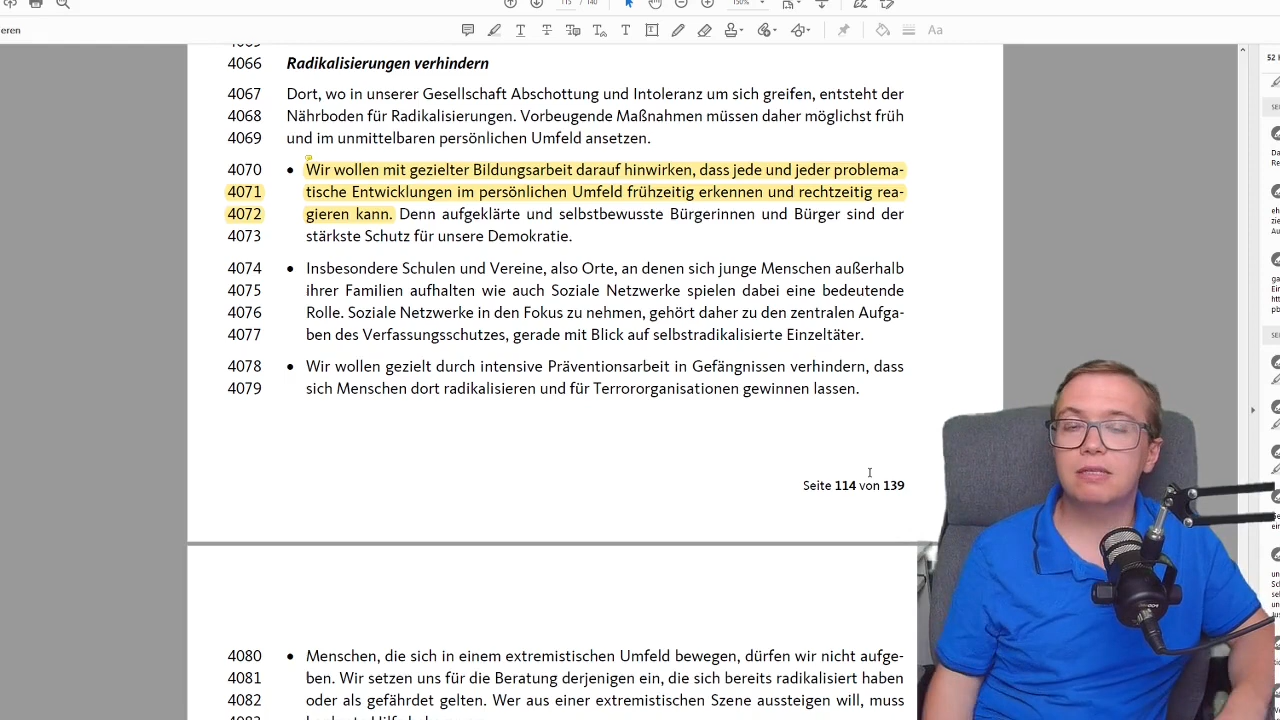 115 / 140 150%
eren
Aa
52
4066 Radikalisierungen verhindern
4067 Dort, wo in unserer Gesellschaft Abschottung und Intoleranz um sich greifen, entsteht der
4068 Nährboden für Radikalisierungen. Vorbeugende Maßnahmen müssen daher möglichst früh
4069 und im unmittelbaren persönlichen Umfeld ansetzen.
4070 • Wir wollen mit gezielter Bildungsarbeit darauf hinwirken, dass jede und jeder problema-
4071 tische Entwicklungen im persönlichen Umfeld frühzeitig erkennen und rechtzeitig rea-
4072 gieren kann. Denn aufgeklärte und selbstbewusste Bürgerinnen und Bürger sind der
4073 stärkste Schutz für unsere Demokratie.
4074 • Insbesondere Schulen und Vereine, also Orte, an denen sich junge Menschen außerhalb
4075 ihrer Familien aufhalten wie auch Soziale Netzwerke spielen dabei eine bedeutende
4076 Rolle. Soziale Netzwerke in den Fokus zu nehmen, gehört daher zu den zentralen Aufga-
4077 ben des Verfassungsschutzes, gerade mit Blick auf selbstradikalisierte Einzeltäter.
4078 • Wir wollen gezielt durch intensive Präventionsarbeit in Gefängnissen verhindern, dass
4079 sich Menschen dort radikalisieren und für Terrororganisationen gewinnen lassen.
Seite 114 von 139
4080 • Menschen, die sich in einem extremistischen Umfeld bewegen, dürfen wir nicht aufge-
4081 ben. Wir setzen uns für die Beratung derjenigen ein, die sich bereits radikalisiert haben
4082 oder als gefährdet gelten. Wer aus einer extremistischen Szene aussteigen will, muss